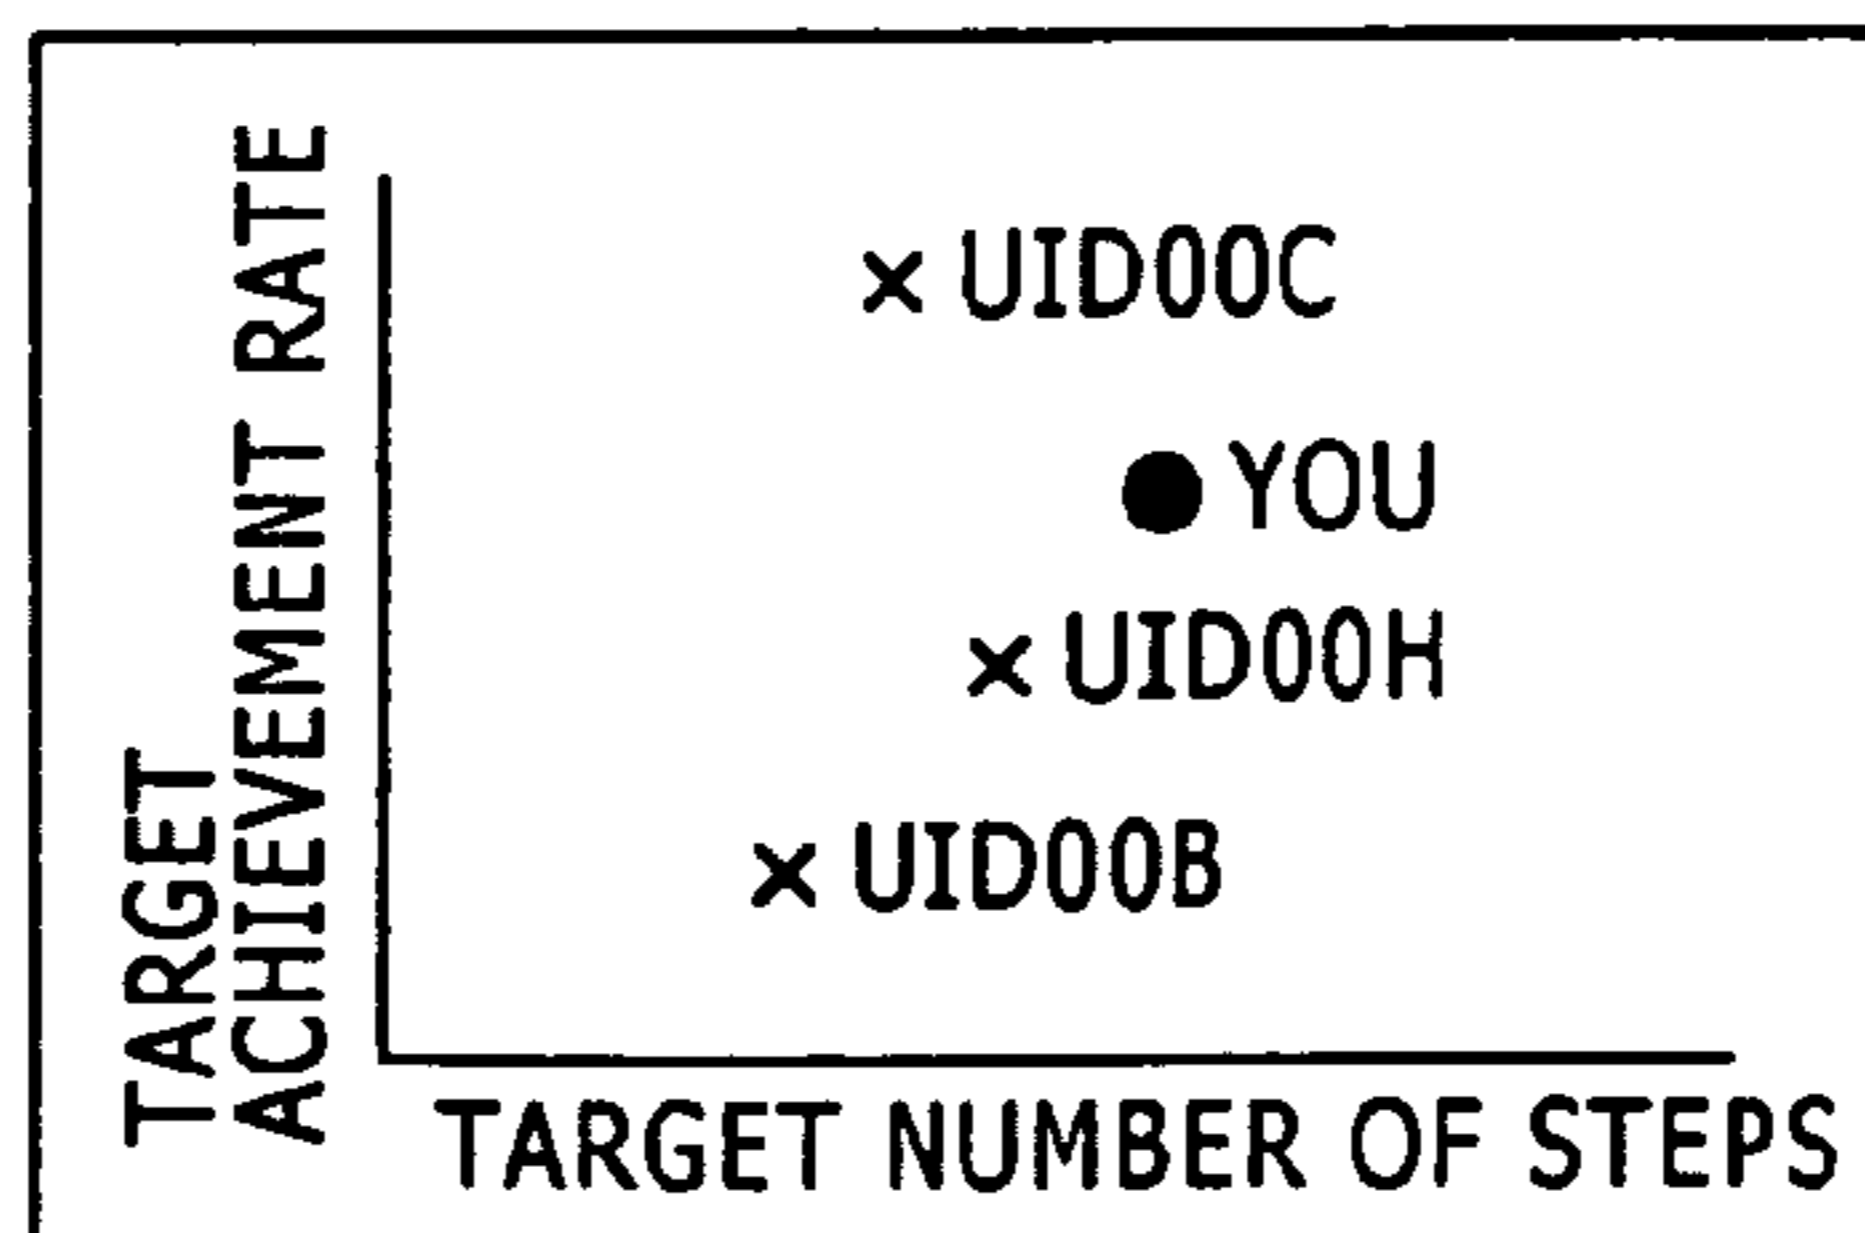 TARGET
ACHIEVEMENT RATE
UID00C
YOU
UID00H
UID00B
TARGET NUMBER OF STEPS